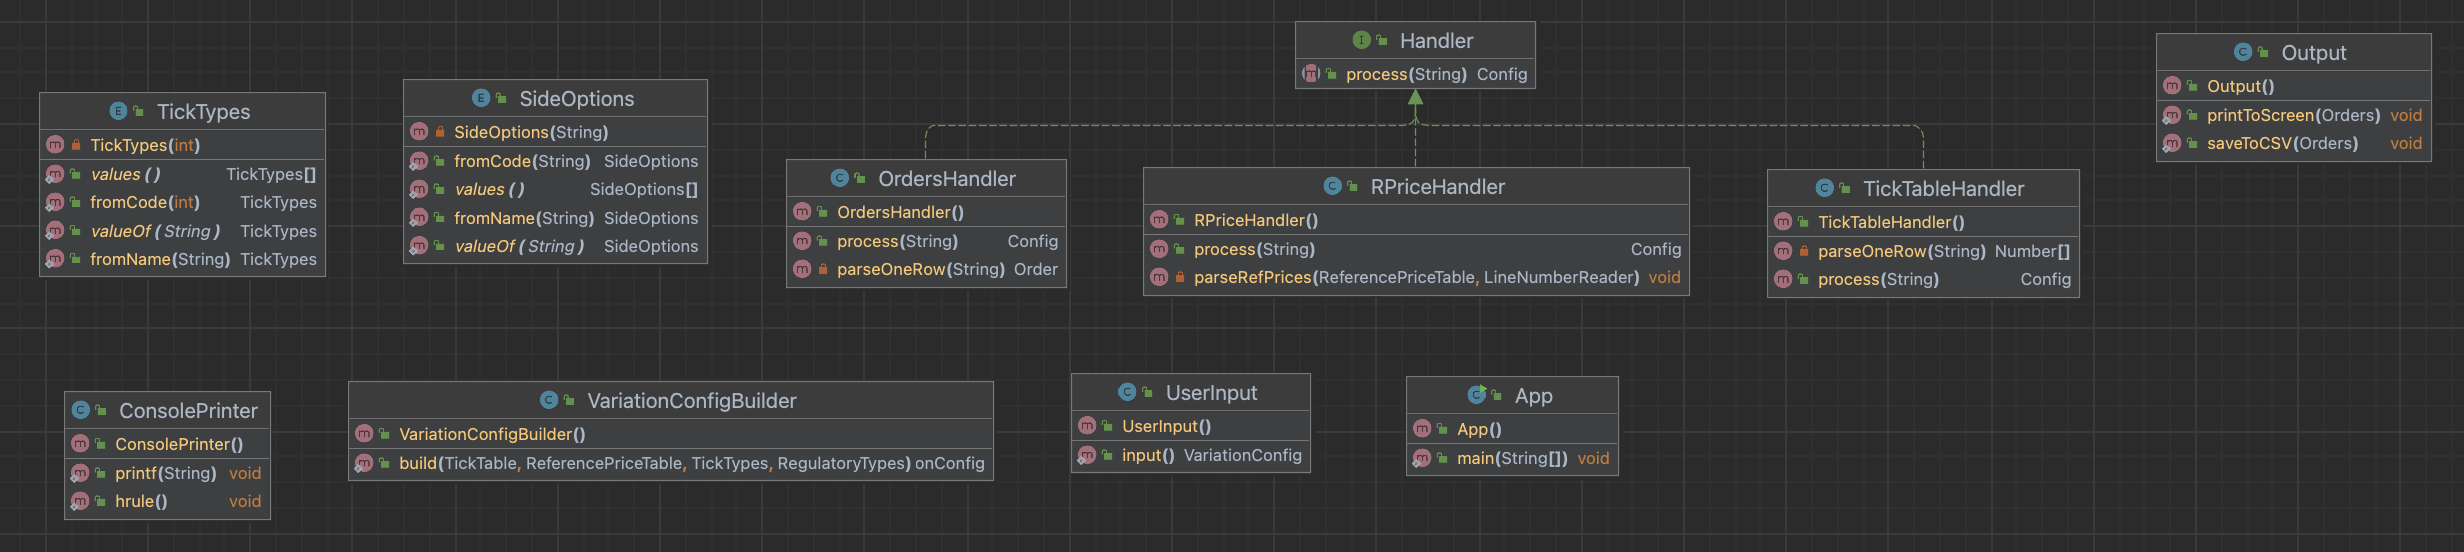 TickTypes
TickTypes(int)
values() TickTypes[]
fromCode(int) TickTypes
valueOf(String) TickTypes
fromName(String) TickTypes
SideOptions
SideOptions(String)
fromCode(String) SideOptions
values() SideOptions[]
fromName(String) SideOptions
valueOf(String) SideOptions
Handler
process(String) Config
OrdersHandler
OrdersHandler()
process(String) Config
parseOneRow(String) Order
RPriceHandler
RPriceHandler()
process(String) Config
parseRefPrices(ReferencePriceTable, LineNumberReader) void
TickTableHandler
TickTableHandler()
parseOneRow(String) Number[]
process(String) Config
Output
Output()
printToScreen(Orders) void
saveToCSV(Orders) void
ConsolePrinter
ConsolePrinter()
printf(String) void
hrule() void
VariationConfigBuilder
VariationConfigBuilder()
build(TickTable, ReferencePriceTable, TickTypes, RegulatoryTypes) onConfig
UserInput
UserInput()
input() VariationConfig
App
App()
main(String[]) void